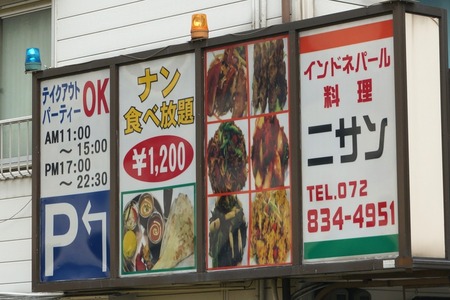 テイクアウト
パーティー
OK
AM11:00
～15:00
PM17:00
～22:30
P
ナン
食べ放題
¥1,200
インドネパール
料理
ニサン
TEL.072
834-4951